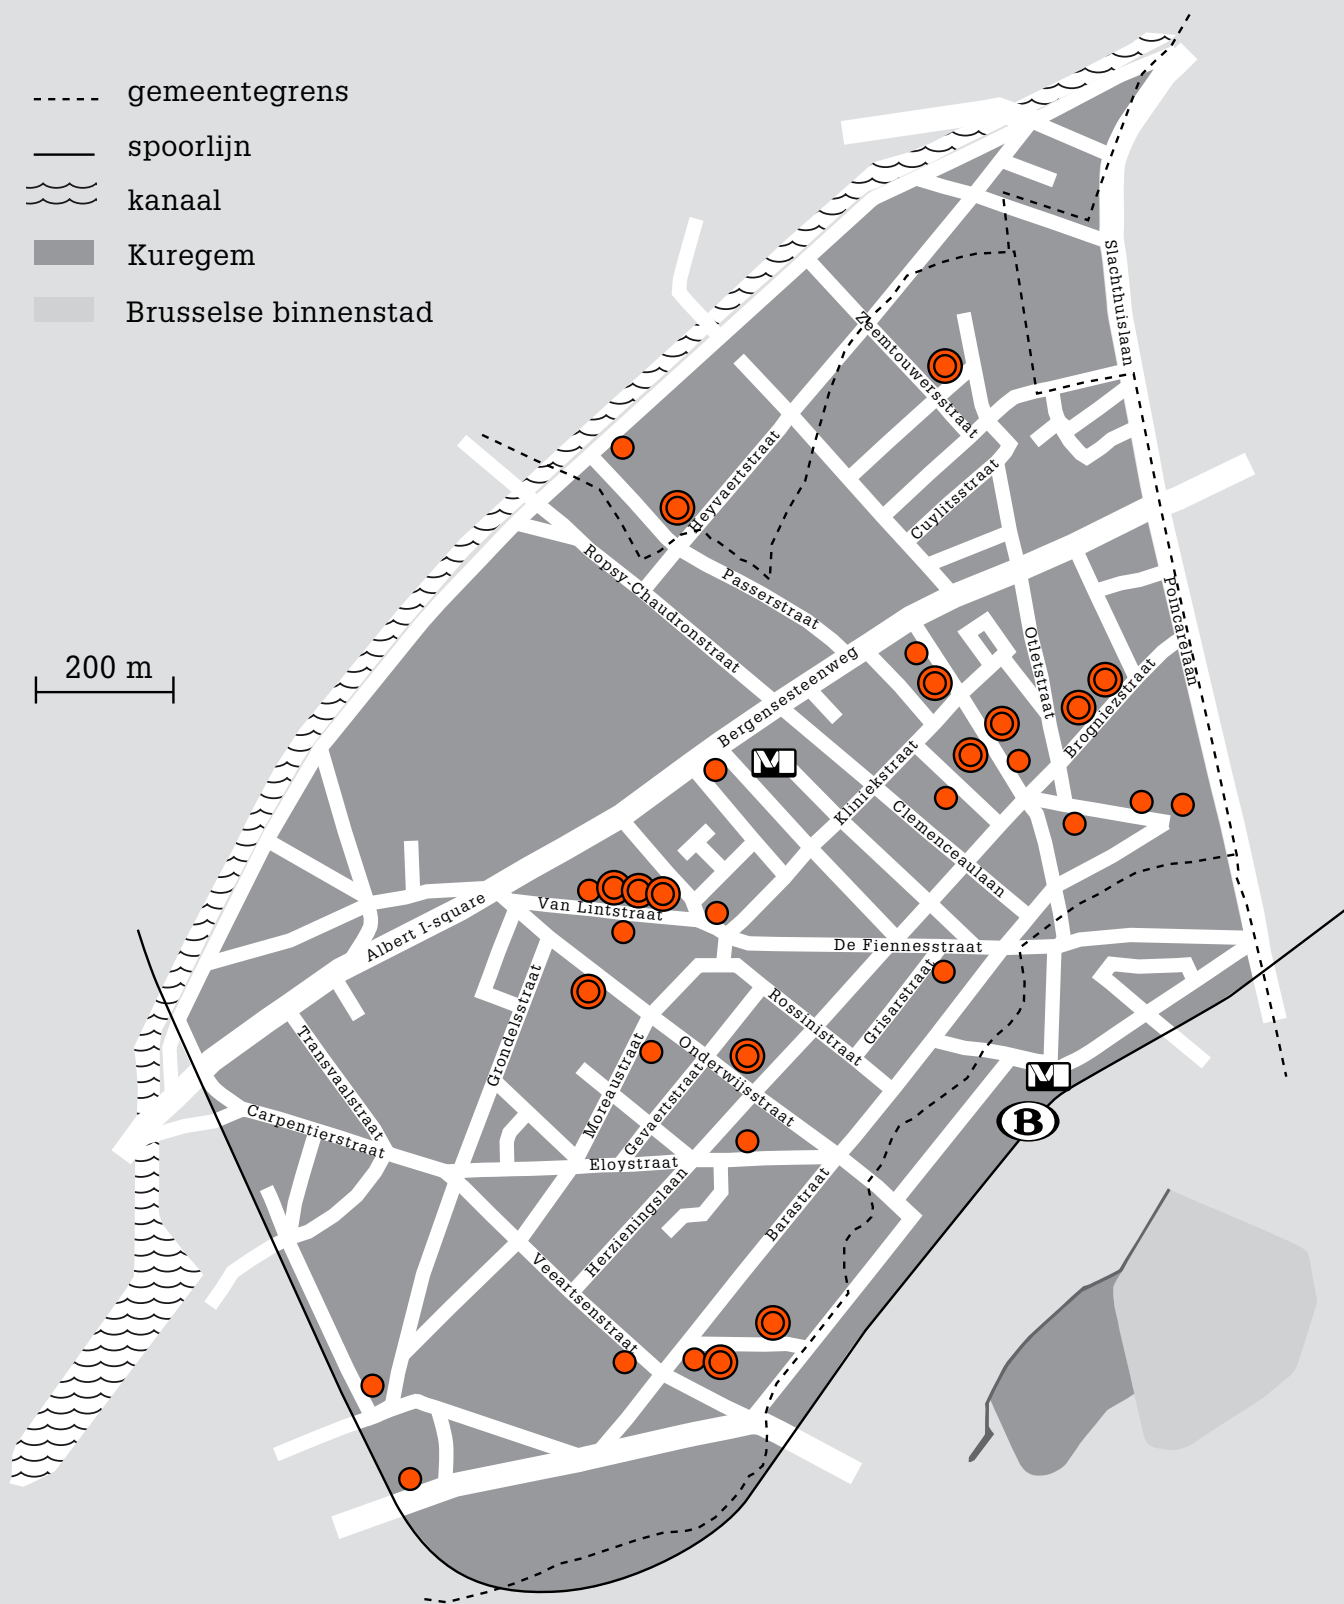 gemeentegrens
spoorlijn
kanaal
Kuregem
Brusselse binnenstad
200 m
Slachthuislaan
Zeemtouwersstraat
Heyvaertstraat
Cuylitsstraat
Ropsy-Chaudronstraat
Passerstraat
Poincarélaan
Otletstraat
Bergensesteenweg
Brogniezstraat
M
Kliniekstraat
Clemenceaulaan
Van Lintstraat
Albert I-square
De Fiennesstraat
Grondelsstraat
Rossinistraat
Grisarstraat
Transvaalstraat
Moreaustraat
Onderwijsstraat
Gevaertstraat
M
B
Carpentierstraat
Eloystraat
Herzieningslaan
Barastraat
Veeartsenstraat